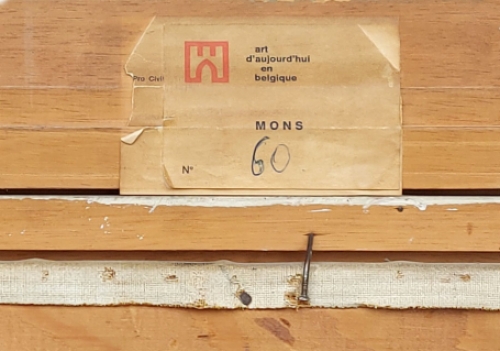 art
d'aujourd'hui
en
belgique
Pro Civi
MONS
N° 60